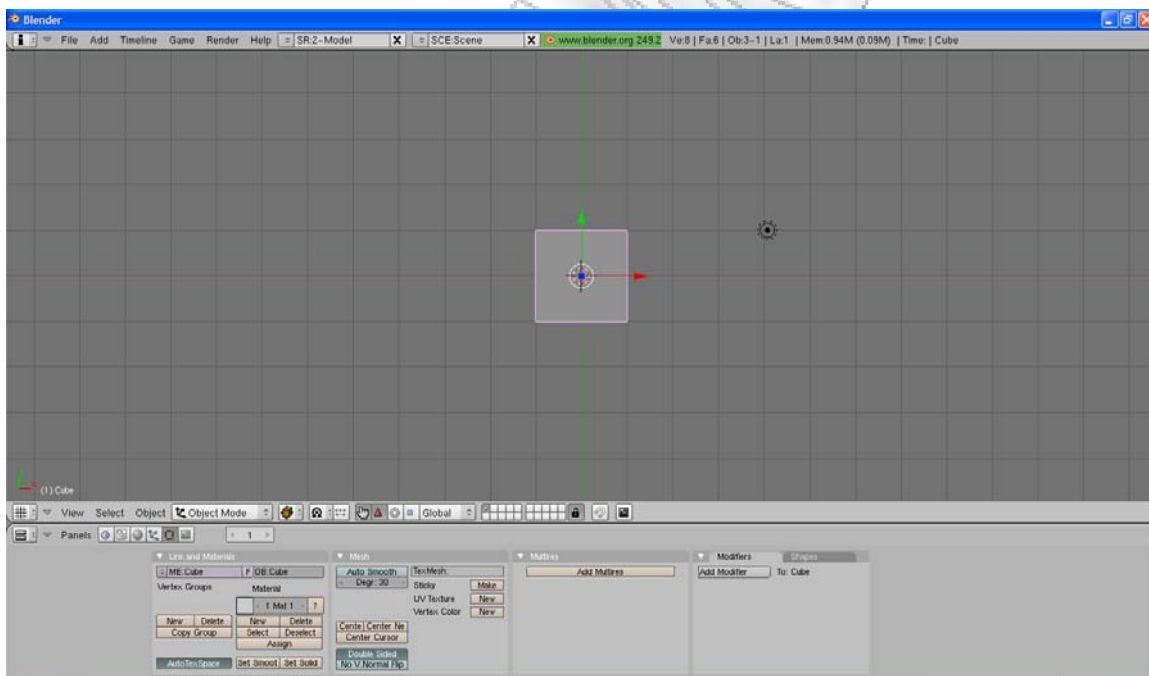 Blender
File Add Timeline Game Render Help SR:2-Model X SCE:Scene X www.blender.org 249.2 Ve:8 | Fa:6 | Ob:3-1 | La:1 | Mem:0.94M (0.09M) | Time: | Cube
(1) Cube
View Select Object Object Mode Global
Panels 1
Link and Materials Mesh Multires Modifiers Shapes
ME:Cube F OB:Cube Auto Smooth TexMesh: Add Multires Add Modifier To: Cube
Degr: 30 Sticky Make
Vertex Groups Material UV Texture New
1 Mat 1 ? Vertex Color New
New Delete New Delete
Copy Group Select Deselect Cente Center Ne
Assign Center Cursor
Double Sided
AutoTexSpace Set Smoot Set Solid No V.Normal Flip